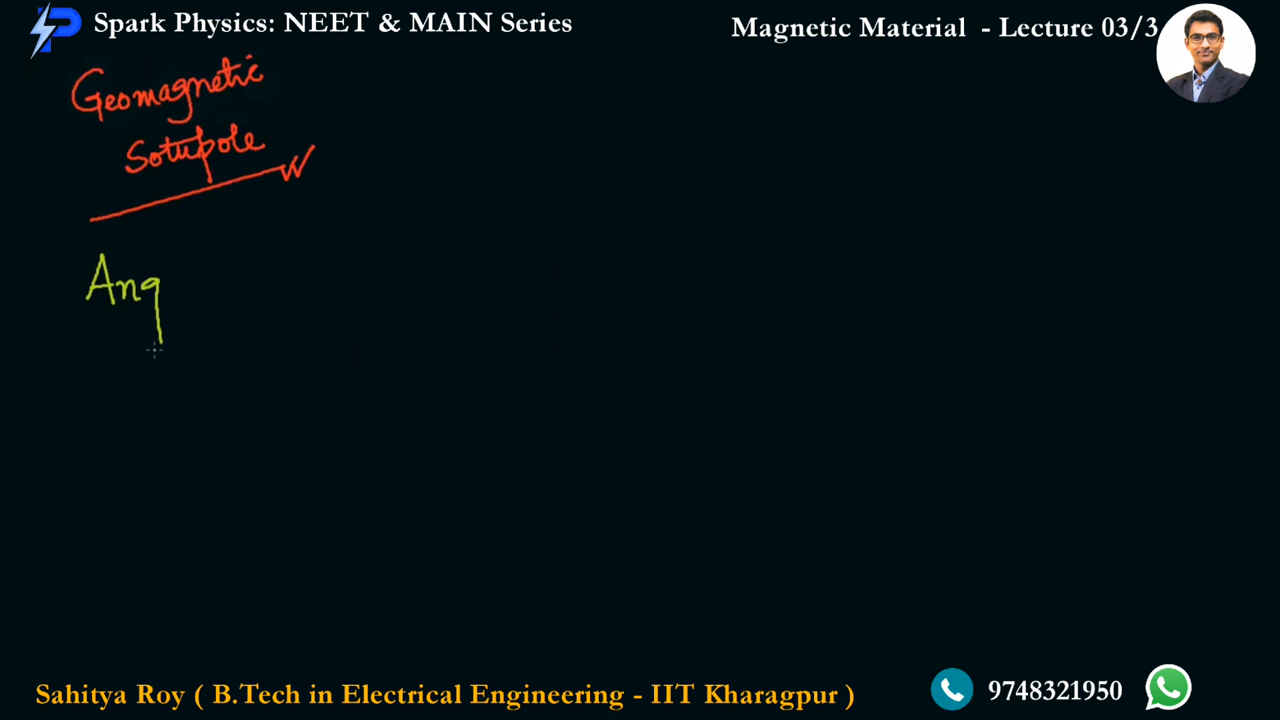 Spark Physics: NEET & MAIN Series
Magnetic Material - Lecture 03/3
Geomagnetic
Sotupole
Ang
Sahitya Roy ( B.Tech in Electrical Engineering - IIT Kharagpur )
9748321950